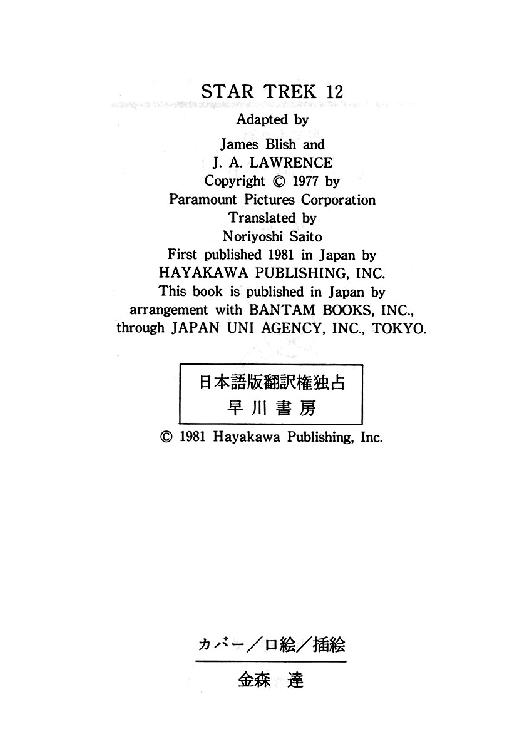 STAR TREK 12
Adapted by
James Blish and
J. A. LAWRENCE
Copyright © 1977 by
Paramount Pictures Corporation
Translated by
Noriyoshi Saito
First published 1981 in Japan by
HAYAKAWA PUBLISHING, INC.
This book is published in Japan by
arrangement with BANTAM BOOKS, INC.,
through JAPAN UNI AGENCY, INC., TOKYO.
日本語版翻訳権独占
早川書房
© 1981 Hayakawa Publishing, Inc.
カバー/口絵/挿絵
金森 達